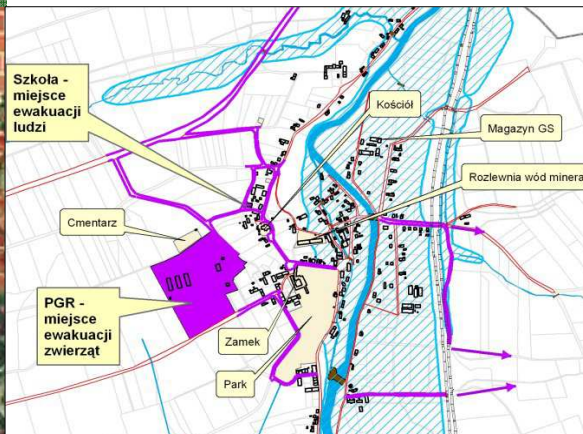 Szkoła -
miejsce
ewakuacji
ludzi
Kościół
Magazyn GS
Rozlewnia wód minera
Cmentarz
PGR -
miejsce
ewakuacji
zwierząt
Zamek
Park